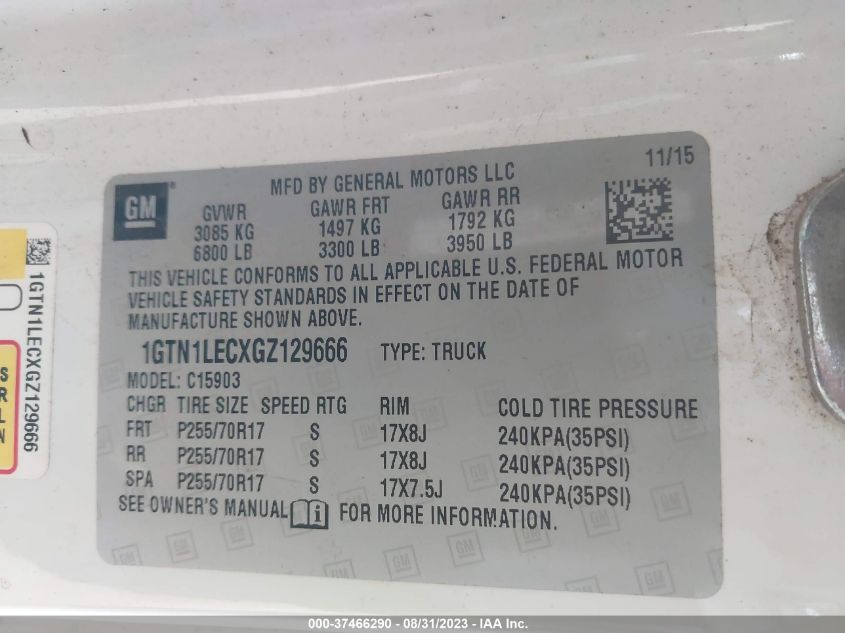 11/15
GM
MFD BY GENERAL MOTORS LLC
GVWR GAWR FRT GAWR RR
3085 KG 1497 KG 1792 KG
6800 LB 3300 LB 3950 LB
THIS VEHICLE CONFORMS TO ALL APPLICABLE U.S. FEDERAL MOTOR
VEHICLE SAFETY STANDARDS IN EFFECT ON THE DATE OF
MANUFACTURE SHOWN ABOVE.
1GTN1LECXGZ129666 TYPE: TRUCK
MODEL: C15903
CHGR TIRE SIZE SPEED RTG RIM COLD TIRE PRESSURE
FRT P255/70R17 S 17X8J 240KPA(35PSI)
RR P255/70R17 S 17X8J 240KPA(35PSI)
SPA P255/70R17 S 17X7.5J 240KPA(35PSI)
SEE OWNER'S MANUAL i FOR MORE INFORMATION.
1GTN1LECXGZ129666
S
R
L
N
000-37466290 - 08/31/2023 - IAA Inc.